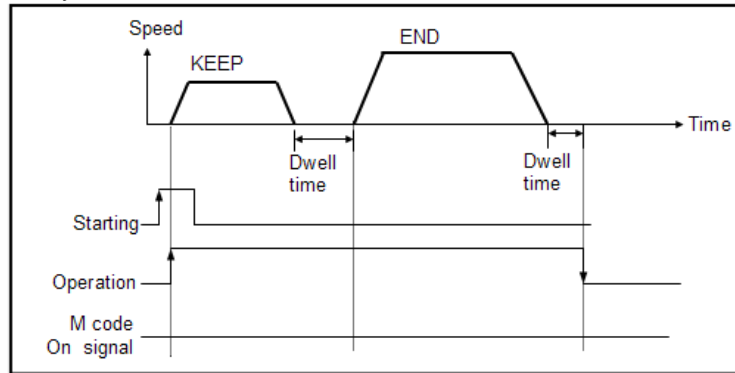 Speed
END
KEEP
Time
Dwell
time
Dwell
time
Starting
Operation
M code
On signal